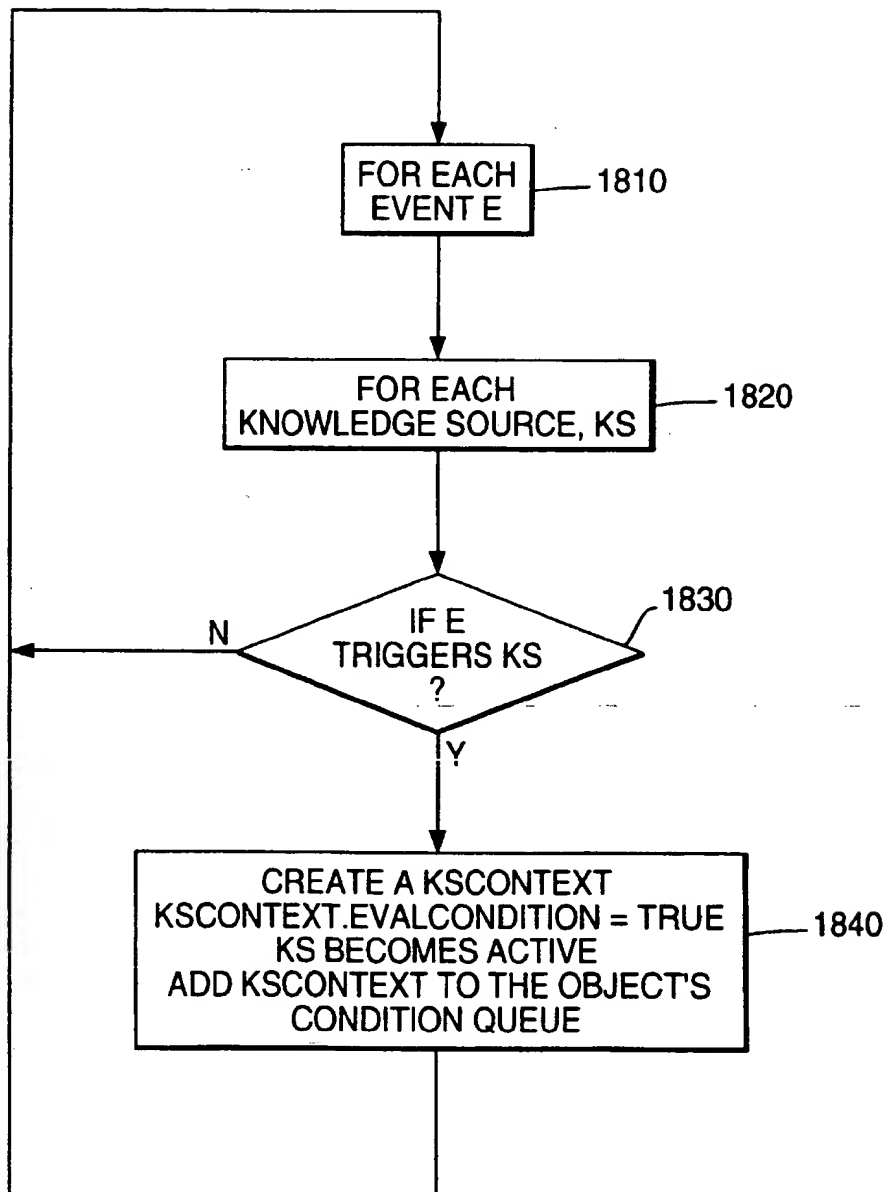 FOR EACH
EVENT E
1810
FOR EACH
KNOWLEDGE SOURCE, KS
1820
IF E
TRIGGERS KS
?
1830
N
Y
CREATE A KSCONTEXT
KSCONTEXT.EVALCONDITION = TRUE
KS BECOMES ACTIVE
ADD KSCONTEXT TO THE OBJECT'S
CONDITION QUEUE
1840